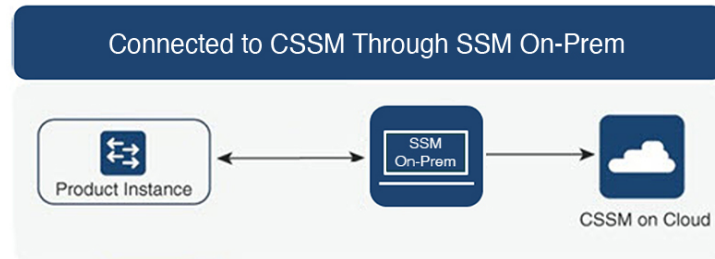 Connected to CSSM Through SSM On-Prem
SSM
On-Prem
Product Instance
CSSM on Cloud